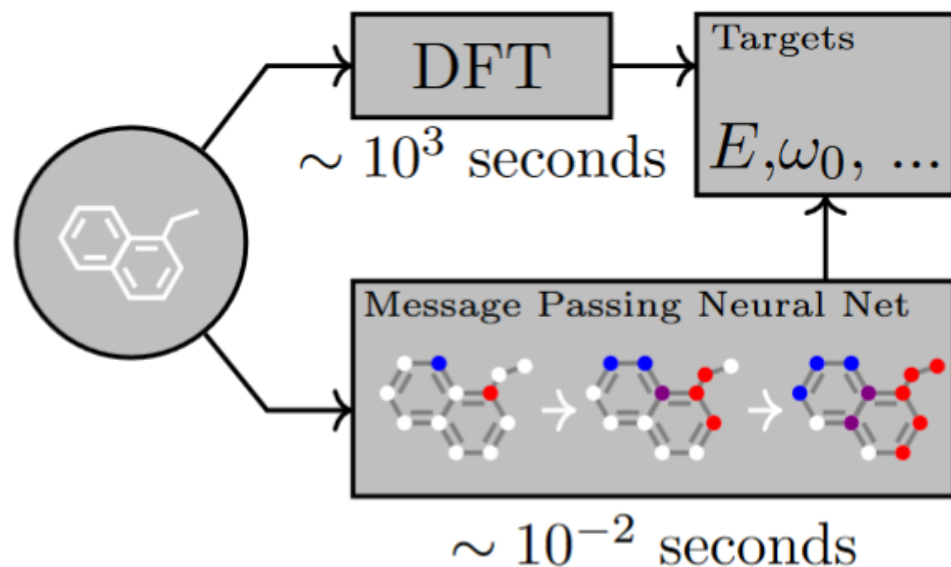 DFT
∼ 10³ seconds
Targets
E,ω₀, ...
Message Passing Neural Net
∼ 10⁻² seconds